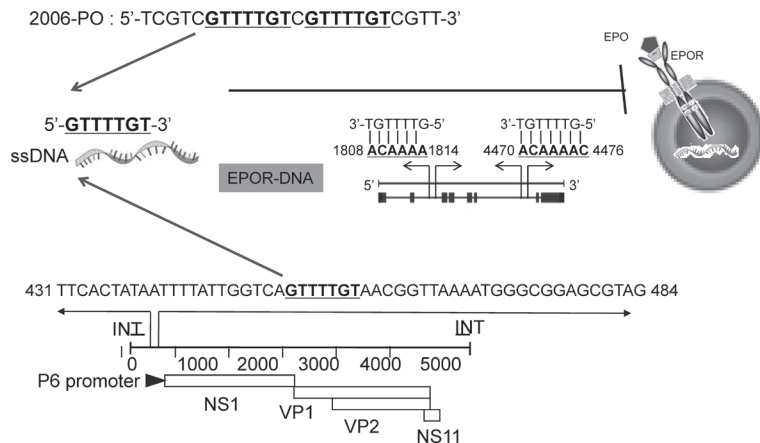 2006-PO : 5'-TCGTCGTTTTGTCGTTTTGTCGTT-3'
EPO
EPOR
5'-GTTTTGT-3'
ssDNA
3'-TGTTTTG-5' 3'-TGTTTTG-5'
1808 ACAAAA 1814 4470 ACAAAAC 4476
EPOR-DNA
5' 3'
431 TTCACTATAATTTTATTGGTCAGTTTTGTAACGGTTAAAATGGGCGGAGCGTAG 484
INT INT
0 1000 2000 3000 4000 5000
P6 promoter
NS1
VP1
VP2
NS11